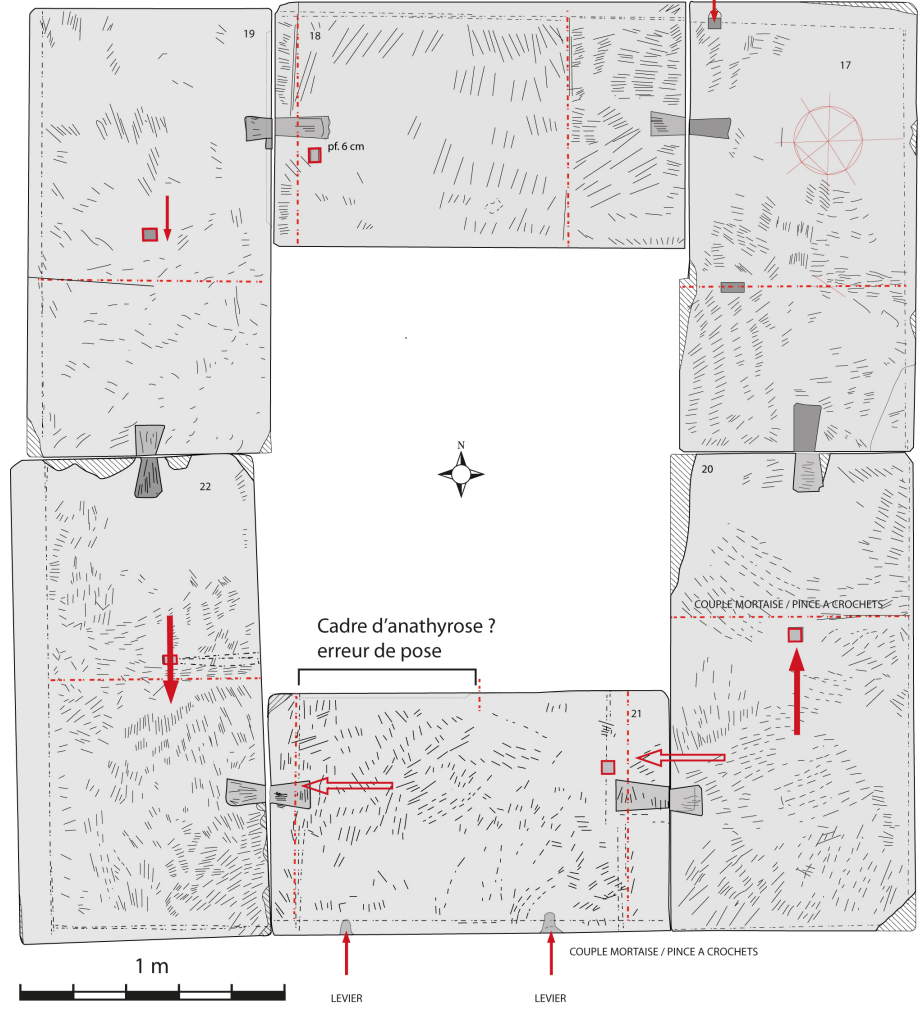 19
18
17
pf. 6 cm
N
22
20
COUPLE MORTAISE / PINCE A CROCHETS
Cadre d'anathyrose ?
erreur de pose
21
COUPLE MORTAISE / PINCE A CROCHETS
1 m
LEVIER
LEVIER